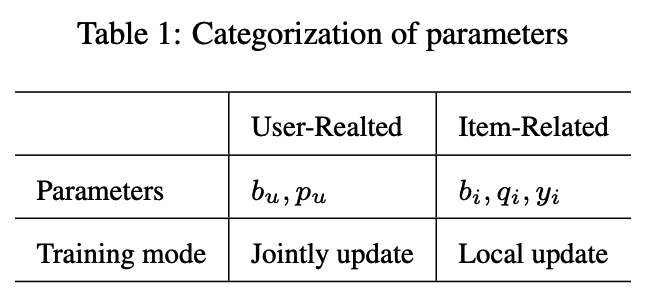 Table 1: Categorization of parameters
User-Realted Item-Related
Parameters b_u, p_u b_i, q_i, y_i
Training mode Jointly update Local update